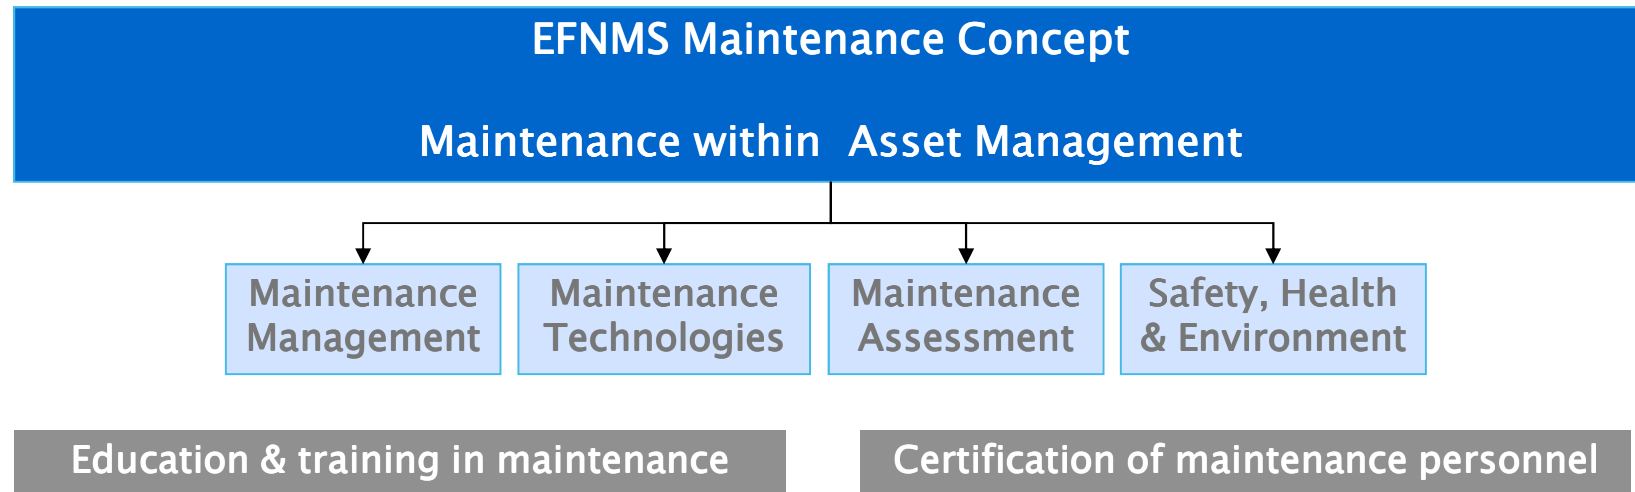 EFNMS Maintenance Concept
Maintenance within Asset Management
Maintenance
Management
Maintenance
Technologies
Maintenance
Assessment
Safety, Health
& Environment
Education & training in maintenance
Certification of maintenance personnel